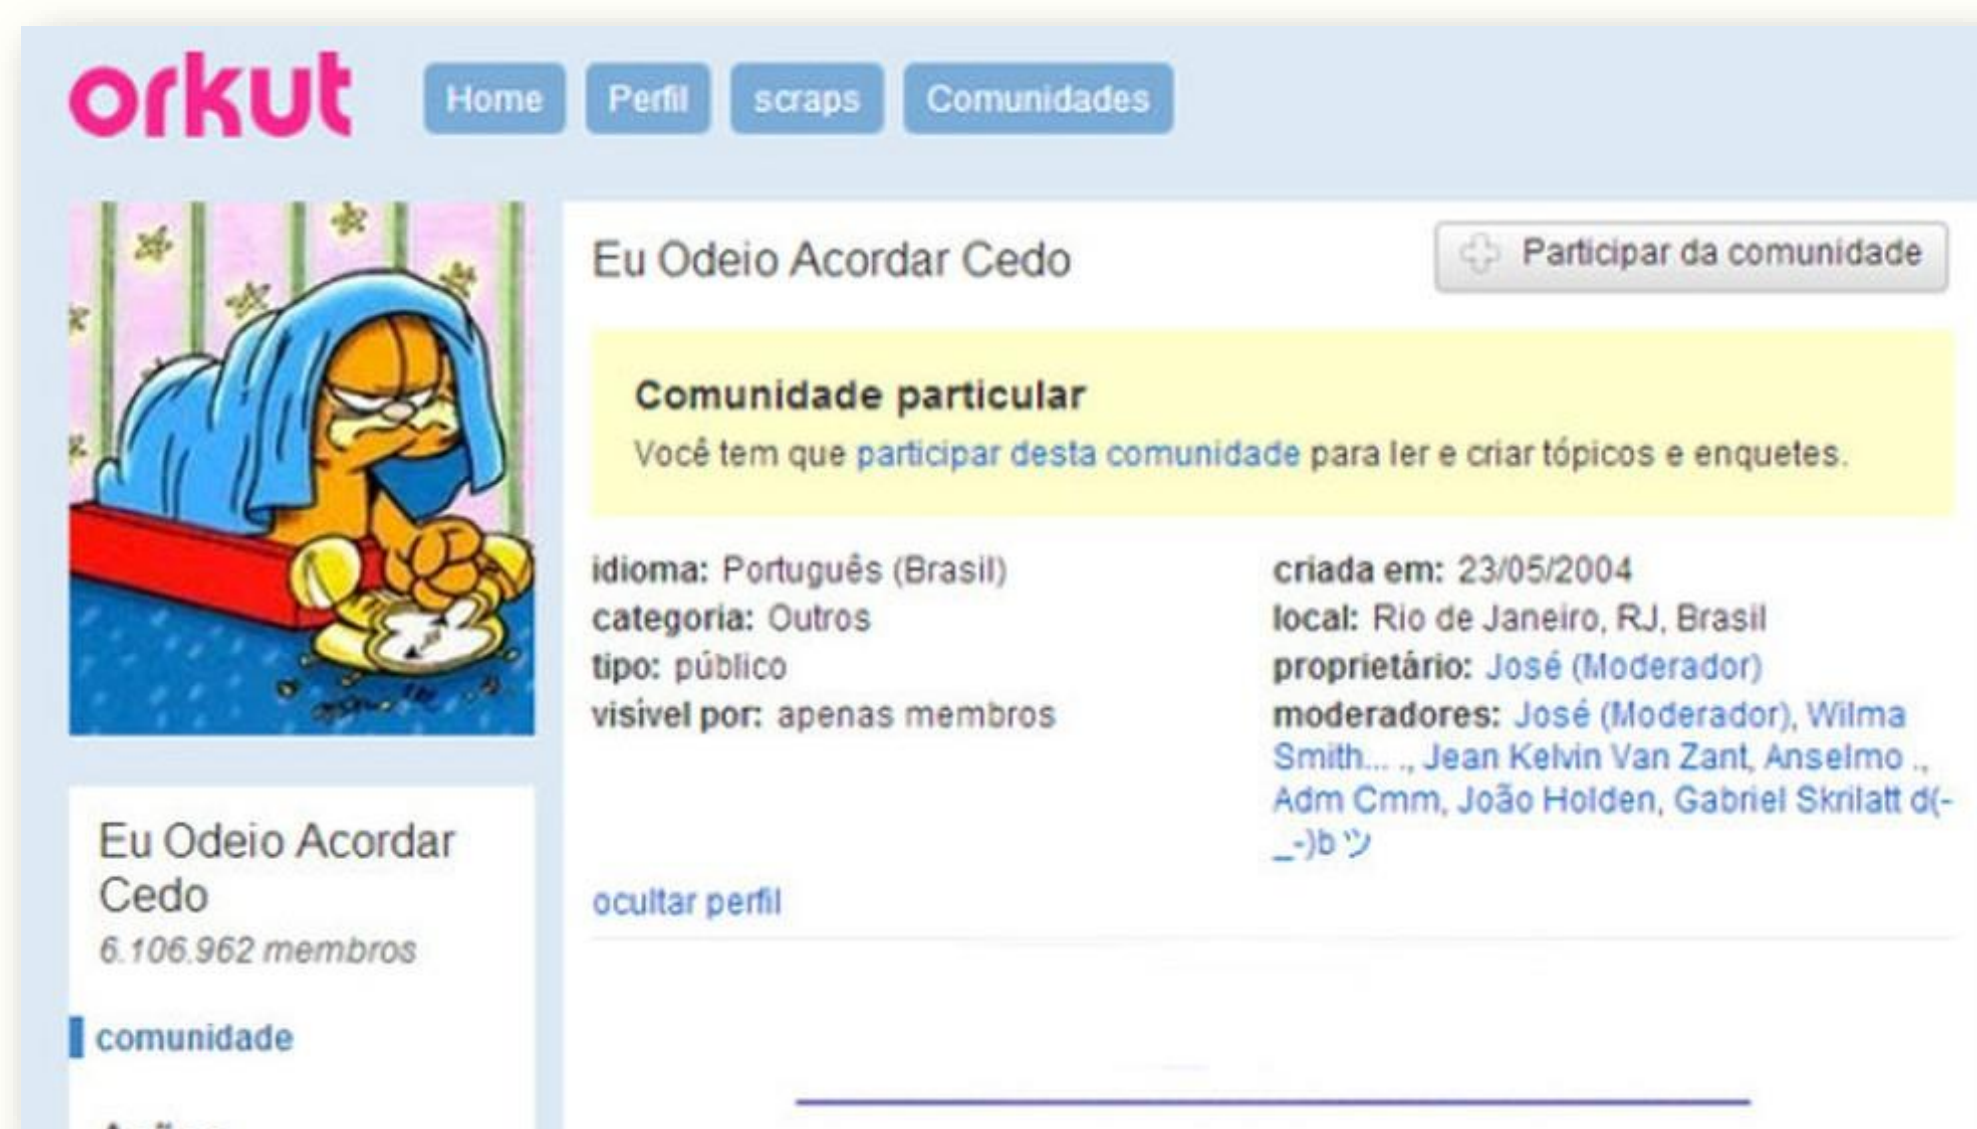 orkut
Home
Perfil
scraps
Comunidades
Eu Odeio Acordar Cedo
Participar da comunidade
Comunidade particular
Você tem que participar desta comunidade para ler e criar tópicos e enquetes.
idioma: Português (Brasil)
categoria: Outros
tipo: público
visível por: apenas membros
criada em: 23/05/2004
local: Rio de Janeiro, RJ, Brasil
proprietário: José (Moderador)
moderadores: José (Moderador), Wilma
Smith... ., Jean Kelvin Van Zant, Anselmo .,
Adm Cmm, João Holden, Gabriel Skrilatt d(-
_-)b ツ
ocultar perfil
Eu Odeio Acordar
Cedo
6.106.962 membros
comunidade